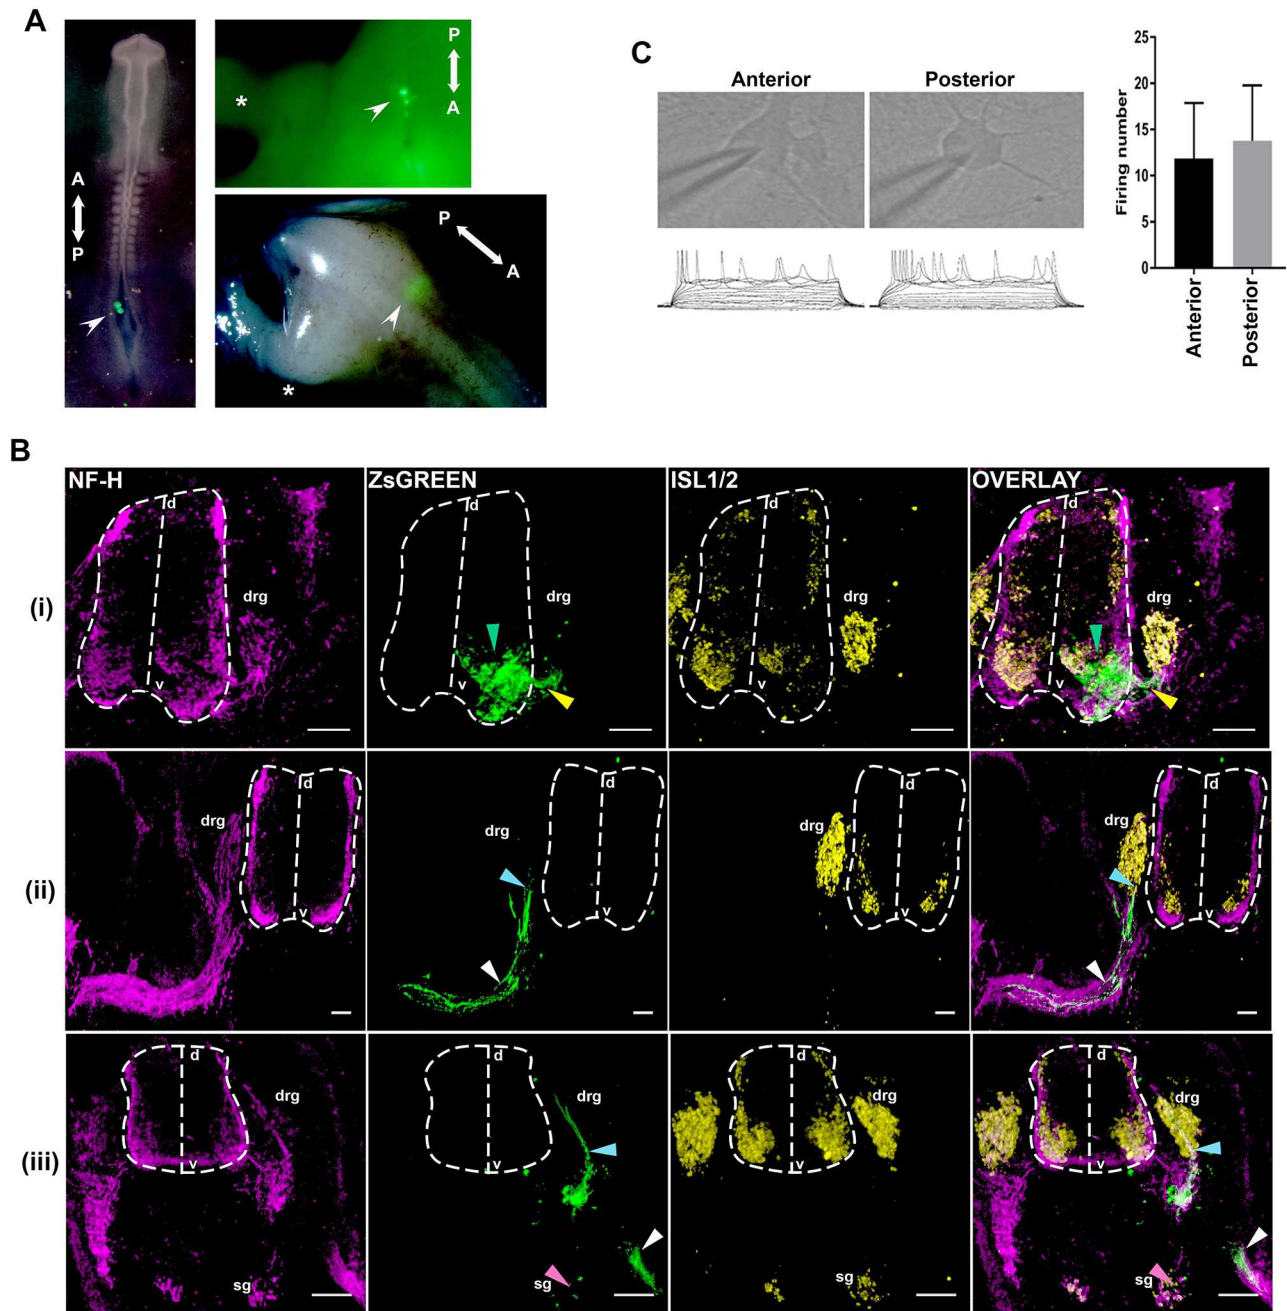 A
A
P
*
P
A
P
A
*
C
Anterior
Posterior
Firing number
25
20
15
10
5
0
Anterior
Posterior
B
NF-H
ZsGREEN
ISL1/2
OVERLAY
(i)
drg
d
v
drg
d
v
drg
d
v
drg
(ii)
drg
d
v
drg
d
v
drg
d
v
drg
d
v
(iii)
d
v
drg
sg
d
v
drg
sg
d
v
drg
sg
d
v
drg
sg